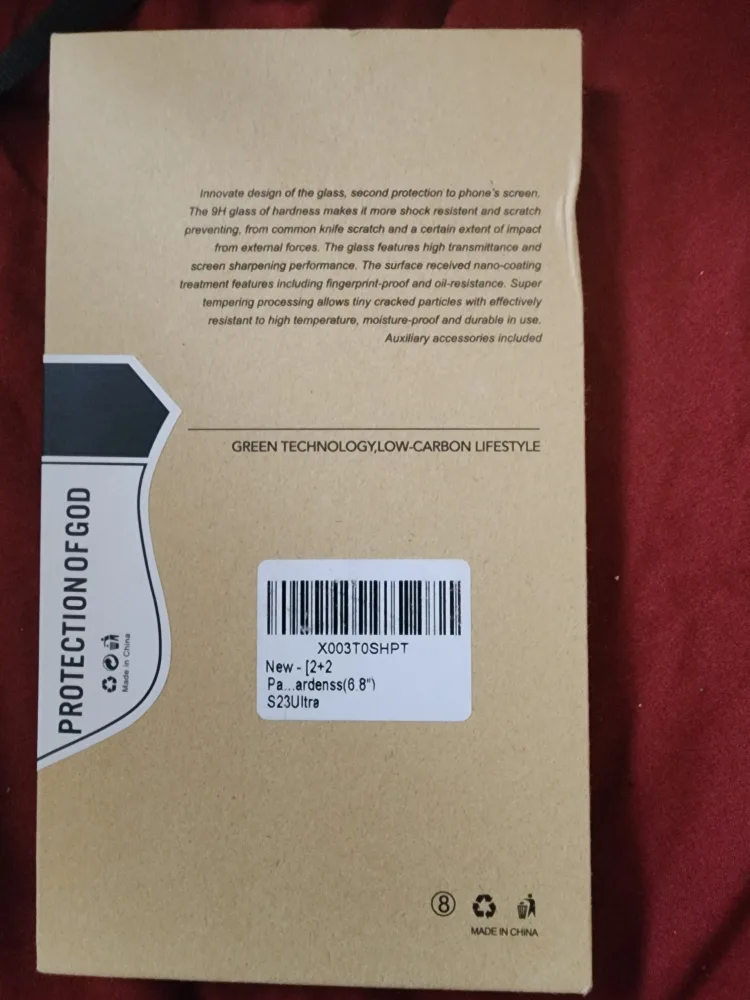 Innovate design of the glass, second protection to phone's screen.
The 9H glass of hardness makes it more shock resistent and scratch
preventing, from common knife scratch and a certain extent of impact
from external forces. The glass features high transmittance and
screen sharpening performance. The surface received nano-coating
treatment features including fingerprint-proof and oil-resistance. Super
tempering processing allows tiny cracked particles with effectively
resistant to high temperature, moisture-proof and durable in use.
Auxiliary accessories included
GREEN TECHNOLOGY,LOW-CARBON LIFESTYLE
PROTECTION OF GOD
Made in China
X003T0SHPT
New - [2+2
Pa...ardenss(6.8")
S23Ultra
8
MADE IN CHINA